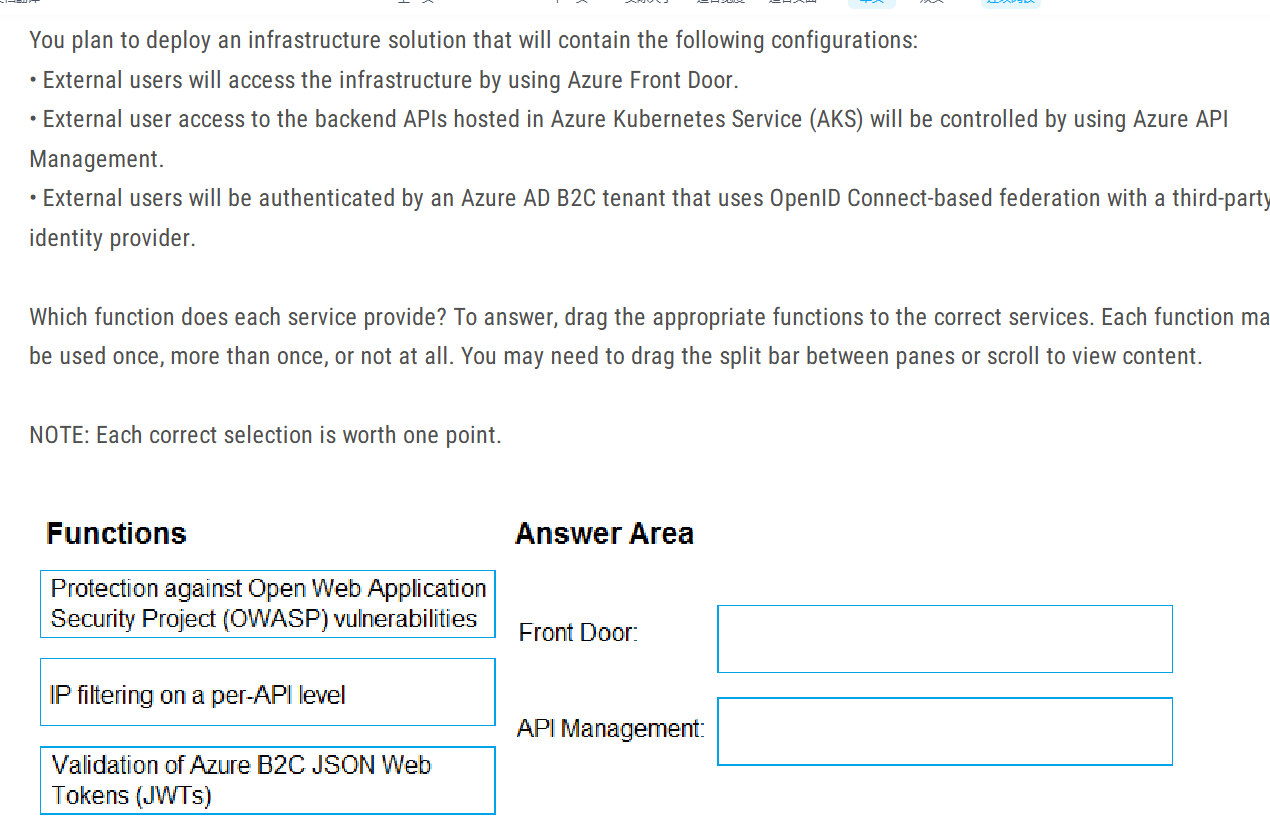 You plan to deploy an infrastructure solution that will contain the following configurations:
• External users will access the infrastructure by using Azure Front Door.
• External user access to the backend APIs hosted in Azure Kubernetes Service (AKS) will be controlled by using Azure API
Management.
• External users will be authenticated by an Azure AD B2C tenant that uses OpenID Connect-based federation with a third-party
identity provider.
Which function does each service provide? To answer, drag the appropriate functions to the correct services. Each function ma
be used once, more than once, or not at all. You may need to drag the split bar between panes or scroll to view content.
NOTE: Each correct selection is worth one point.
Functions
Answer Area
Protection against Open Web Application
Security Project (OWASP) vulnerabilities
Front Door:
IP filtering on a per-API level
API Management:
Validation of Azure B2C JSON Web
Tokens (JWTs)